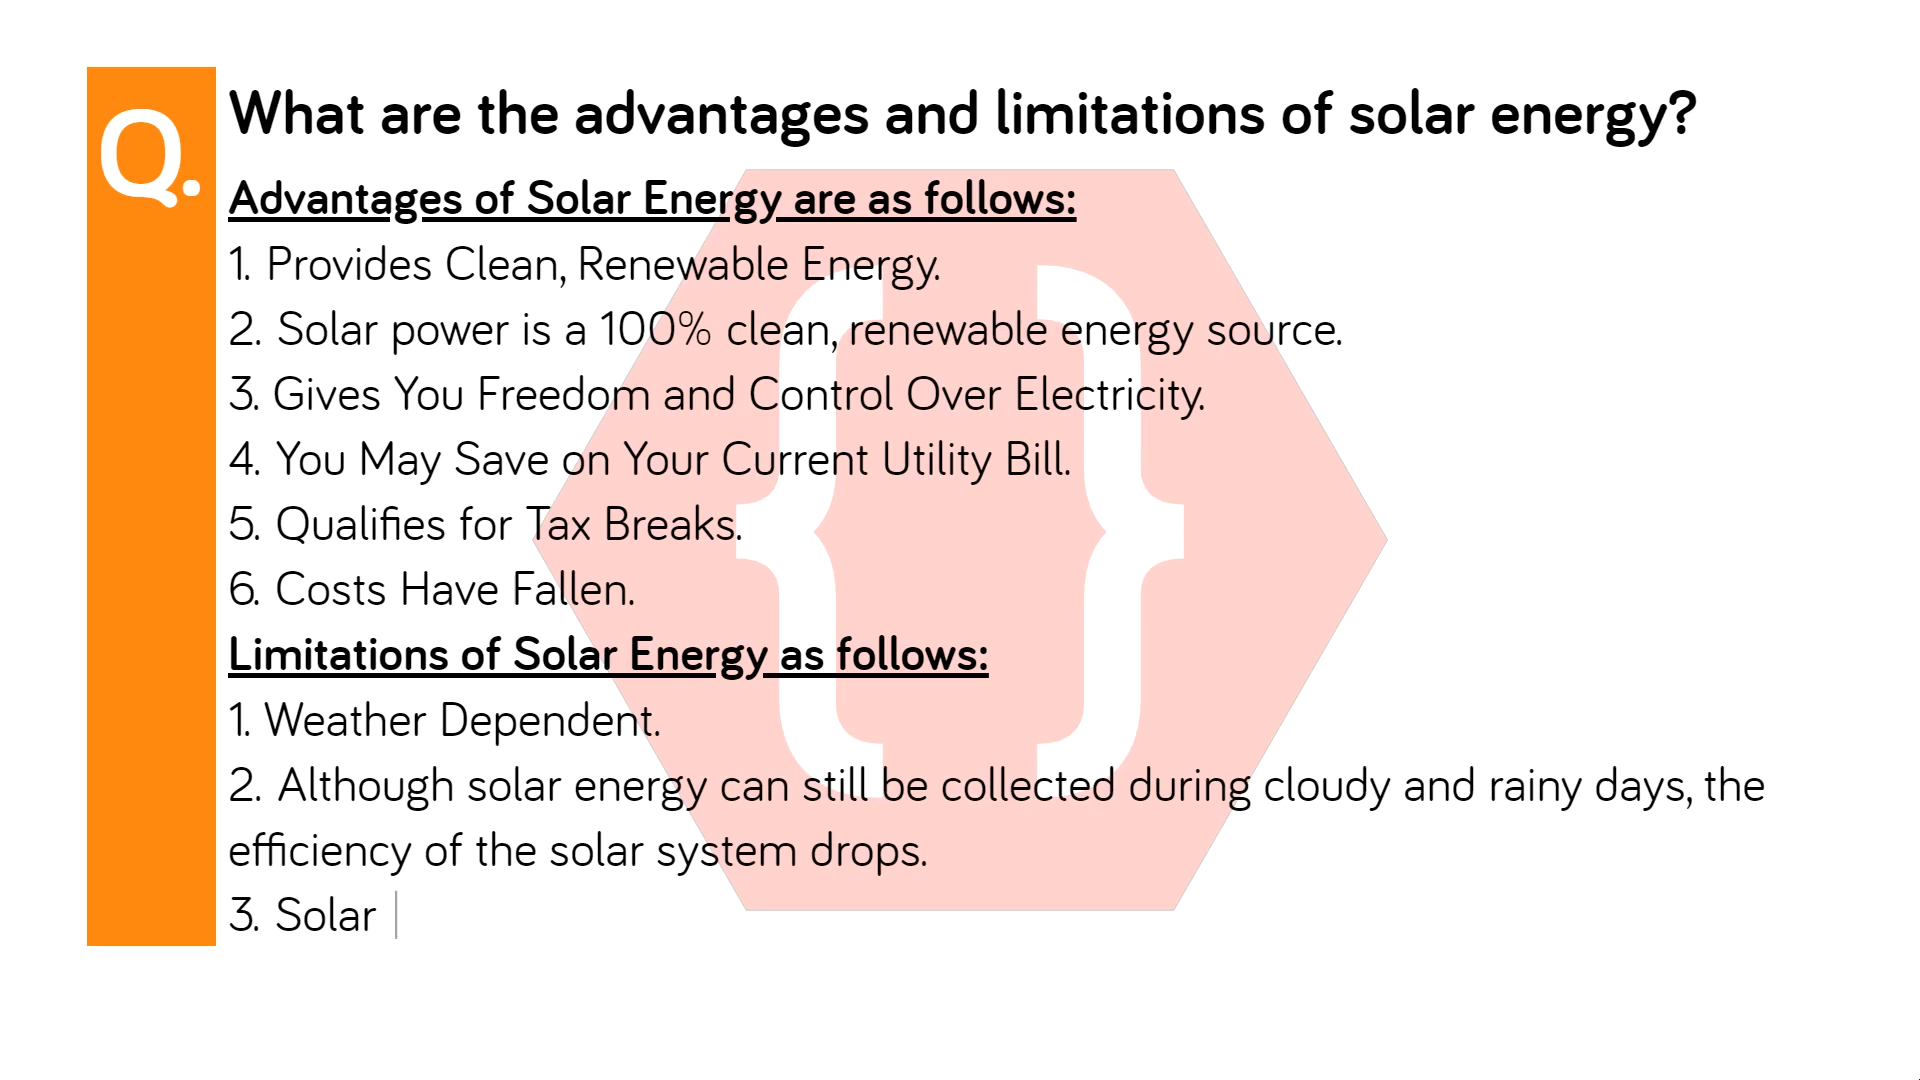 Q.
What are the advantages and limitations of solar energy?
Advantages of Solar Energy are as follows:
1. Provides Clean, Renewable Energy.
2. Solar power is a 100% clean, renewable energy source.
3. Gives You Freedom and Control Over Electricity.
4. You May Save on Your Current Utility Bill.
5. Qualifies for Tax Breaks.
6. Costs Have Fallen.
Limitations of Solar Energy as follows:
1. Weather Dependent.
2. Although solar energy can still be collected during cloudy and rainy days, the
efficiency of the solar system drops.
3. Solar